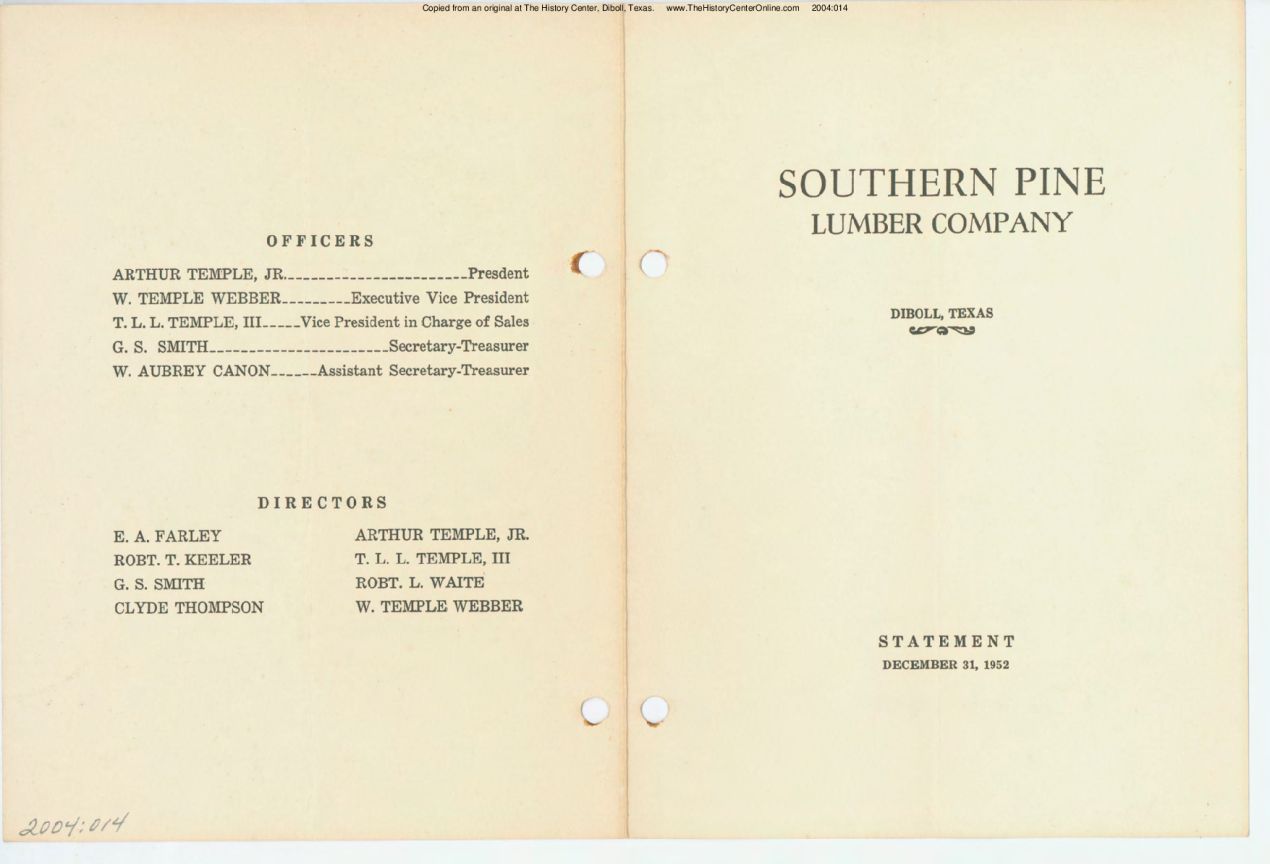 Copied from an original at The History Center, Diboll, Texas. www.TheHistoryCenterOnline.com 2004:014
OFFICERS
ARTHUR TEMPLE, JR.-----------------------Presdent
W. TEMPLE WEBBER---------Executive Vice President
T. L. L. TEMPLE, III-----Vice President in Charge of Sales
G. S. SMITH-----------------------Secretary-Treasurer
W. AUBREY CANON------Assistant Secretary-Treasurer
DIRECTORS
E. A. FARLEY
ROBT. T. KEELER
G. S. SMITH
CLYDE THOMPSON
ARTHUR TEMPLE, JR.
T. L. L. TEMPLE, III
ROBT. L. WAITE
W. TEMPLE WEBBER
2004:014
SOUTHERN PINE
LUMBER COMPANY
DIBOLL, TEXAS
STATEMENT
DECEMBER 31, 1952